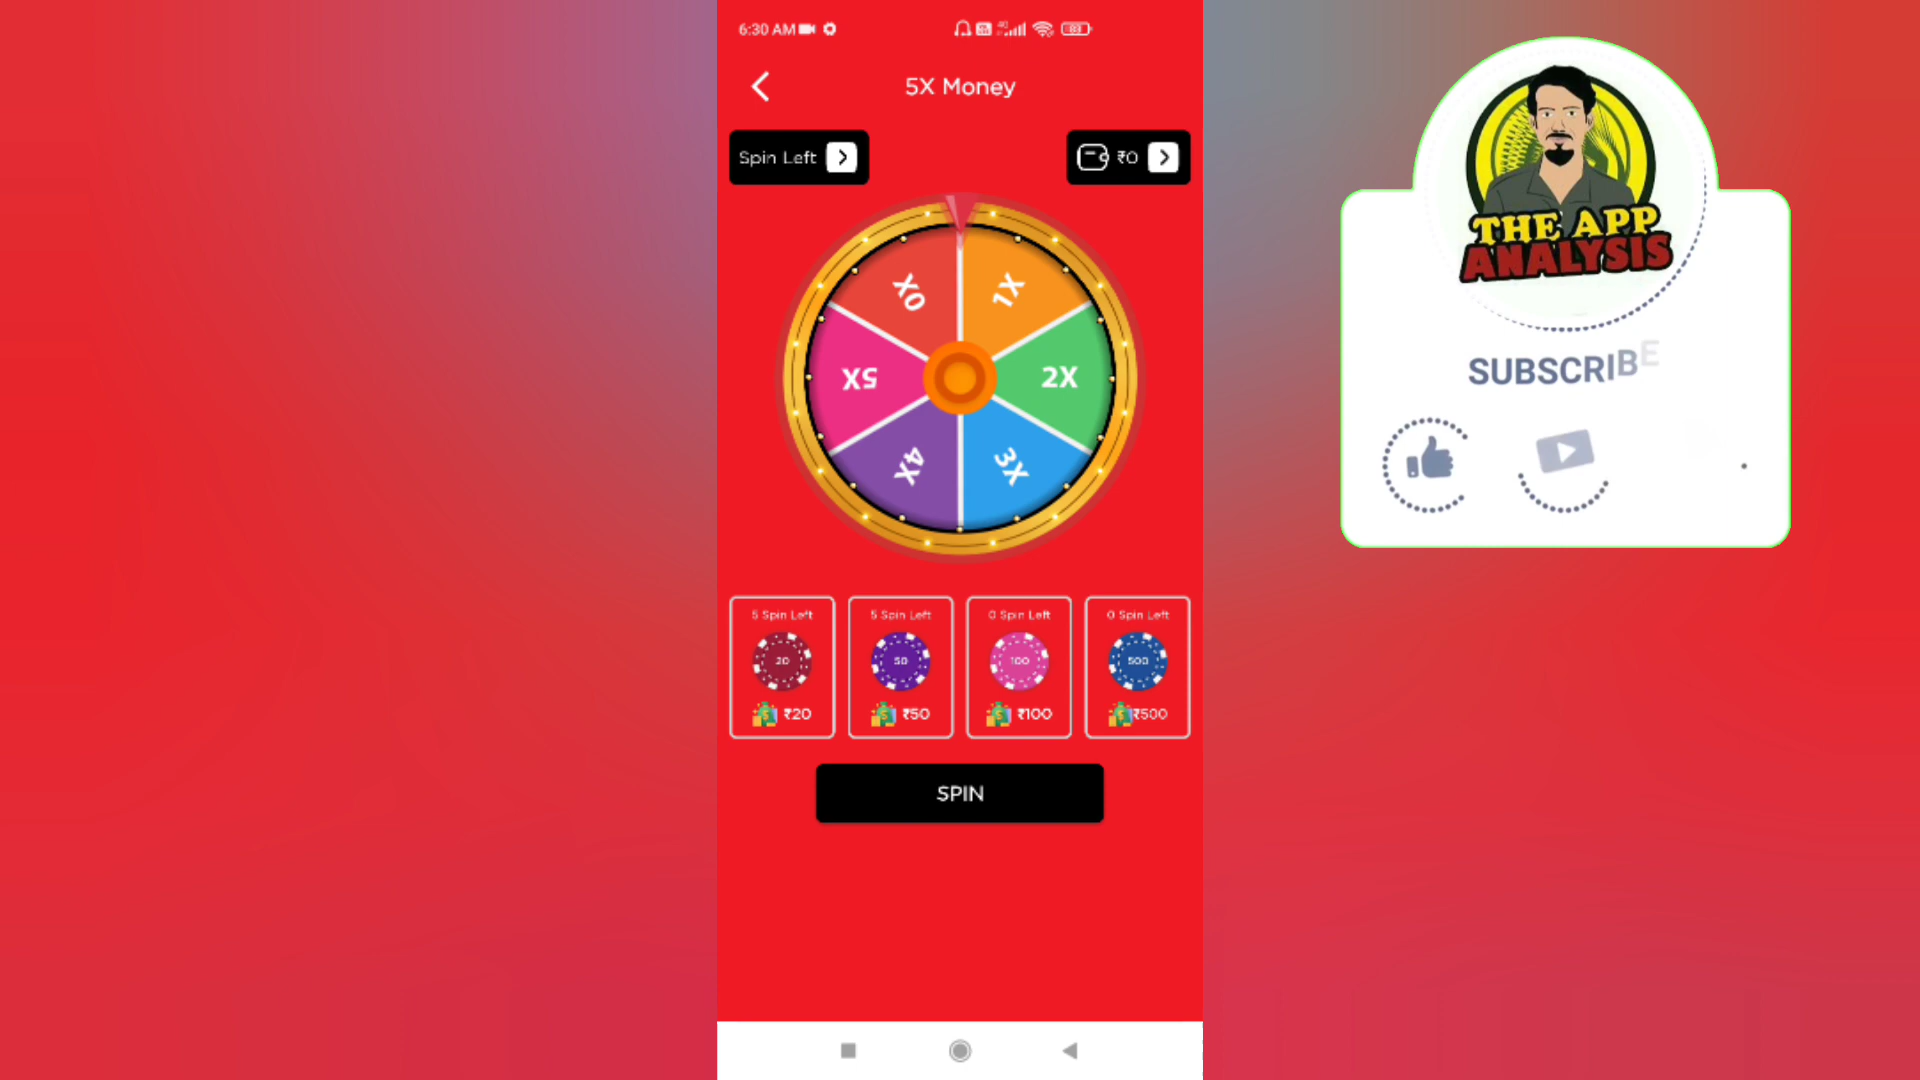 6:30 AM
5X Money
Spin Left
₹0
0X
1X
5X
2X
4X
3X
5 Spin Left
5 Spin Left
0 Spin Left
0 Spin Left
20
50
100
500
₹20
₹50
₹100
₹500
SPIN
THE APP
ANALYSIS
SUBSCRIBE